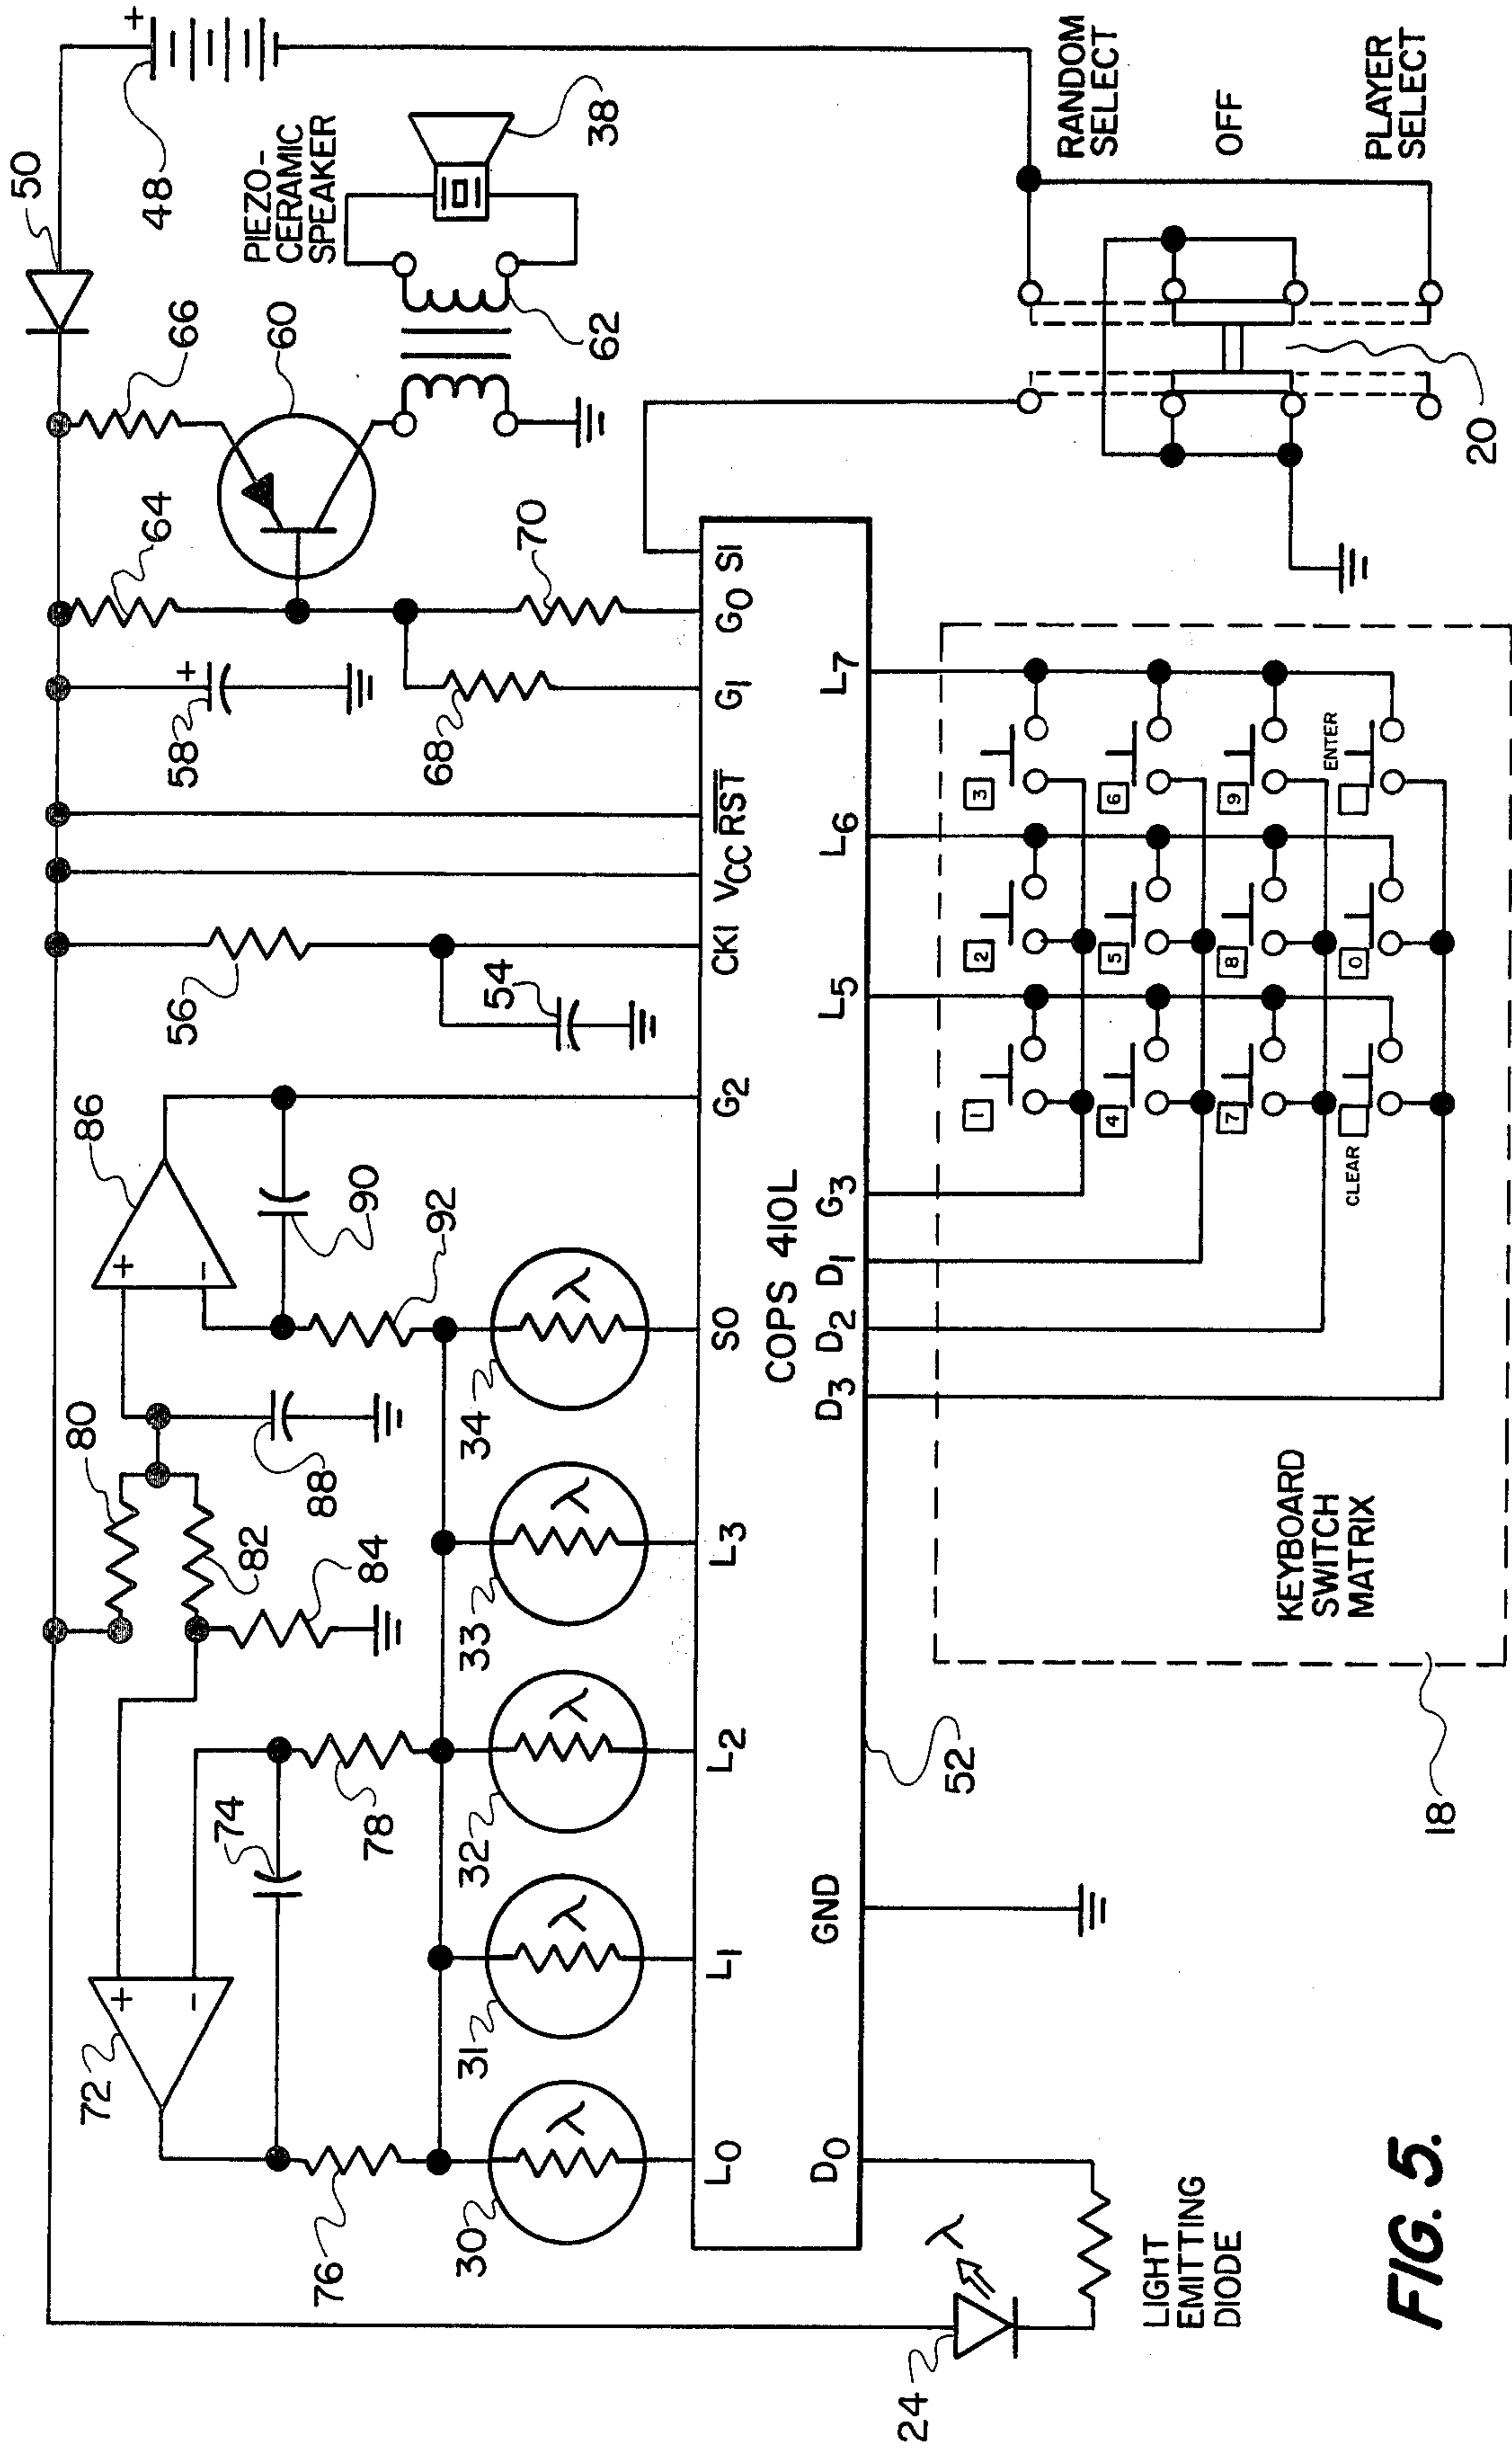 50
48
+
PIEZO-
CERAMIC
SPEAKER
38
66
60
62
64
70
58
+
68
56
54
86
+
-
90
92
80
88
82
84
34
λ
33
λ
32
λ
31
λ
30
λ
72
+
-
74
78
76
L0
L1
L2
L3
SO
G2
CKI
VCC
RST
G1
G0
SI
COPS 410L
D0
GND
D3
D2
D1
G3
L5
L6
L7
52
RANDOM
SELECT
OFF
PLAYER
SELECT
20
1
2
3
4
5
6
7
8
9
CLEAR
0
ENTER
KEYBOARD
SWITCH
MATRIX
18
24
λ
LIGHT
EMITTING
DIODE
FIG. 5.